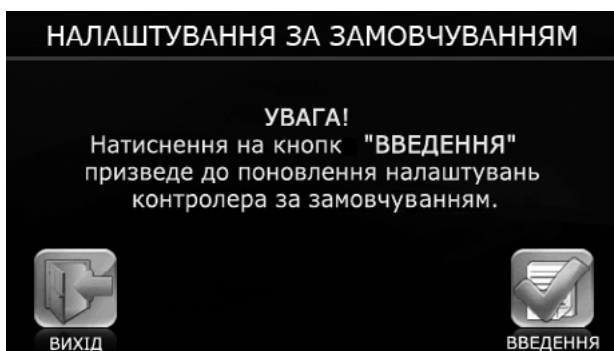 НАЛАШТУВАННЯ ЗА ЗАМОВЧУВАННЯМ
УВАГА!
Натиснення на кнопк "ВВЕДЕННЯ"
призведе до поновлення налаштувань
контролера за замовчуванням.
ВИХІД
ВВЕДЕННЯ